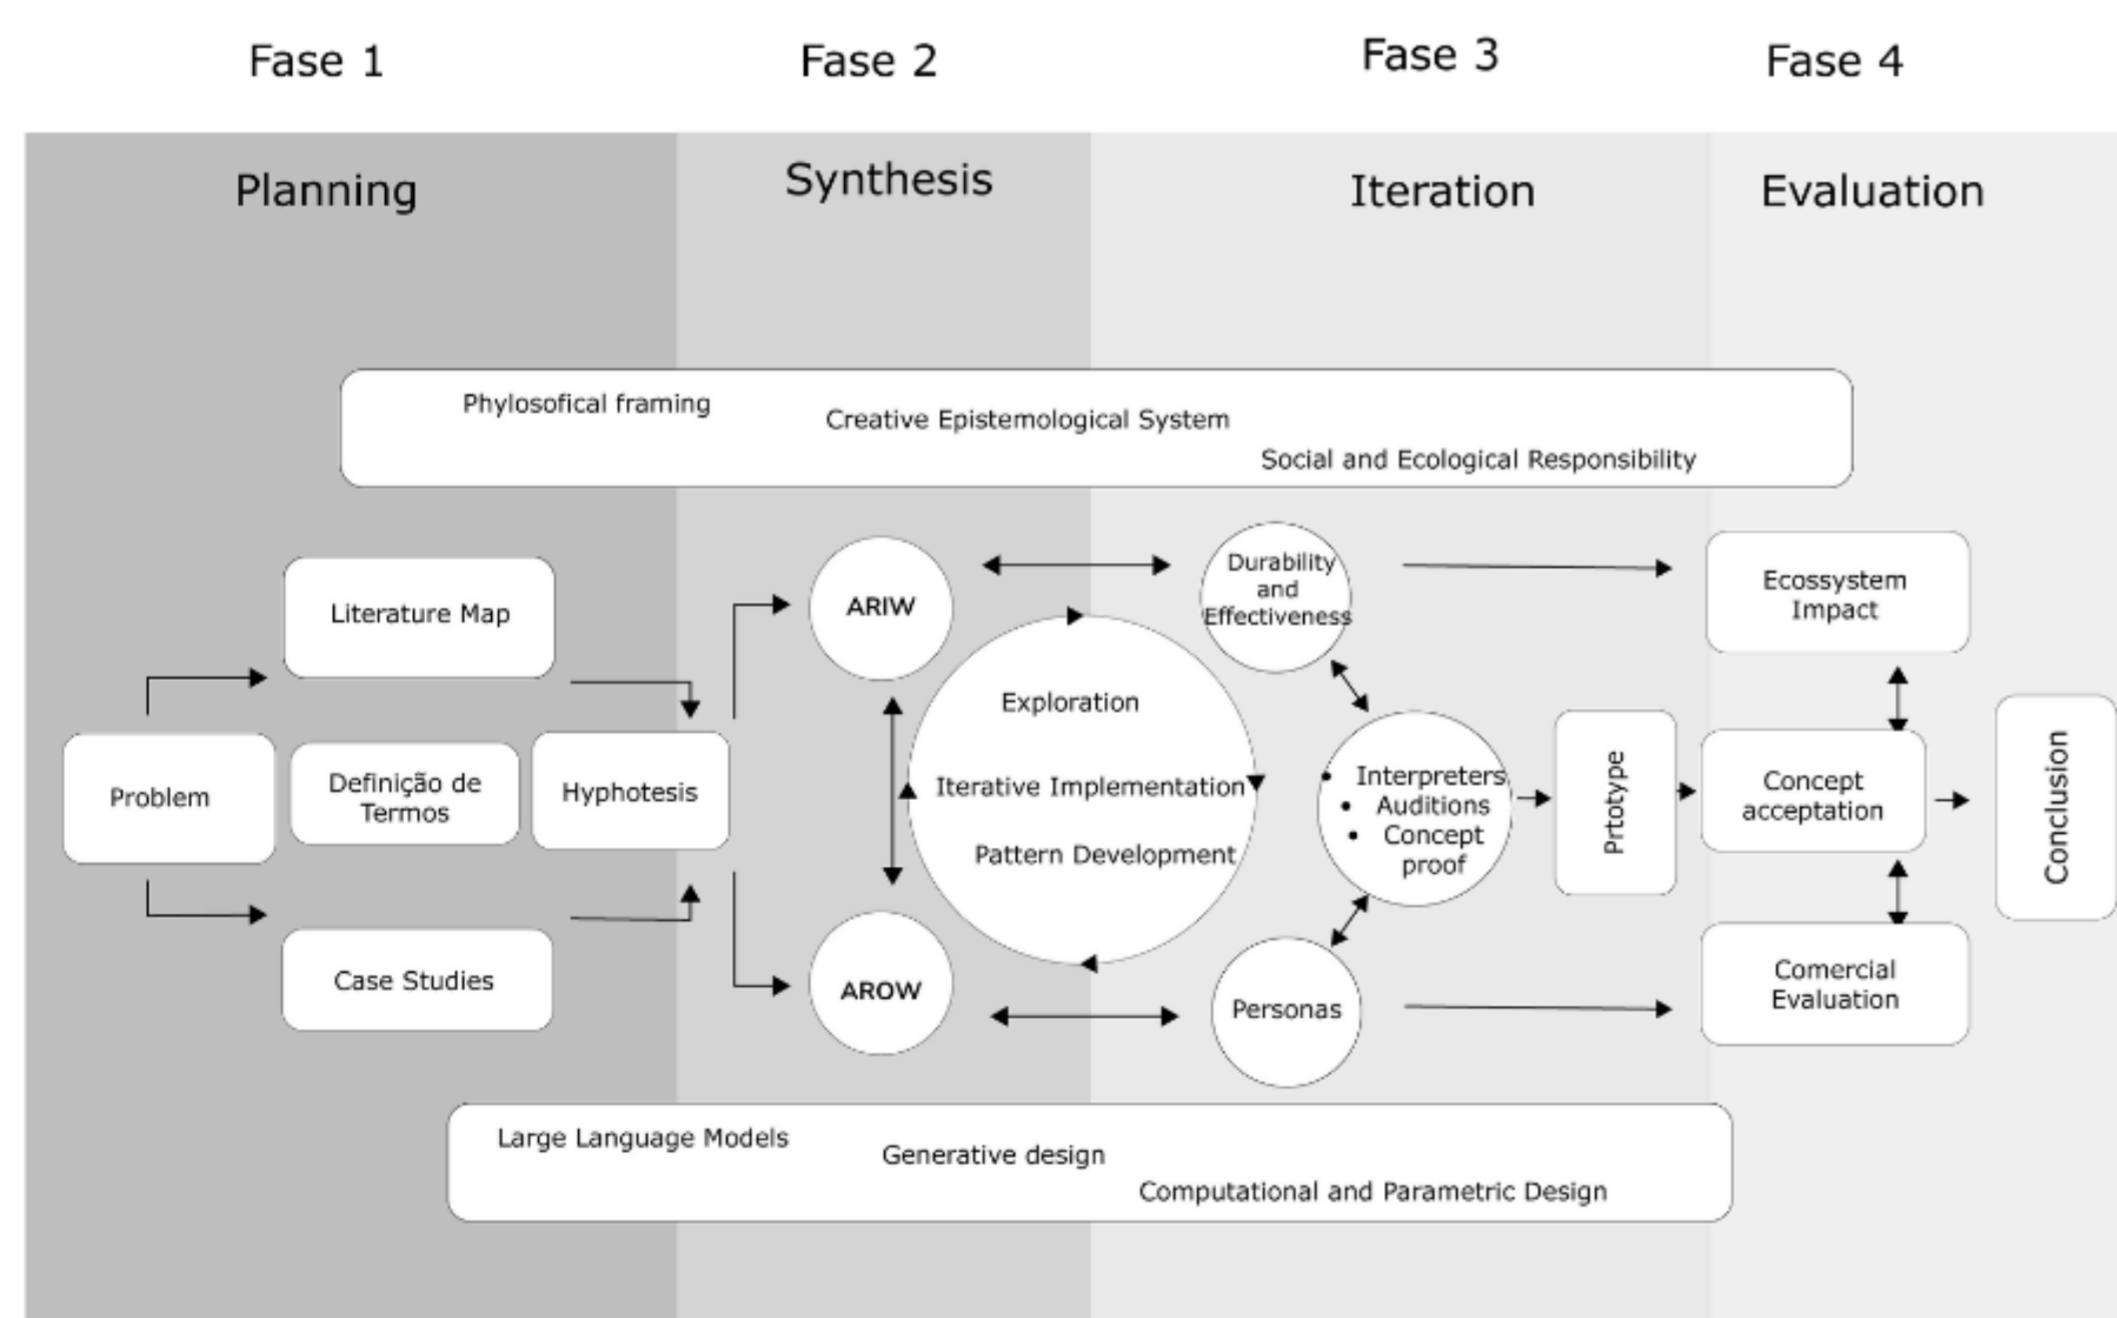 Fase 1
Fase 2
Fase 3
Fase 4
Planning
Synthesis
Iteration
Evaluation
Phylosofical framing
Creative Epistemological System
Social and Ecological Responsibility
Literature Map
Problem
Definição de
Termos
Hyphotesis
Case Studies
ARIW
AROW
Exploration
Iterative Implementation
Pattern Development
Durability
and
Effectiveness
• Interpreters
• Auditions
• Concept
proof
Personas
Prtotype
Ecossystem
Impact
Concept
acceptation
Comercial
Evaluation
Conclusion
Large Language Models
Generative design
Computational and Parametric Design